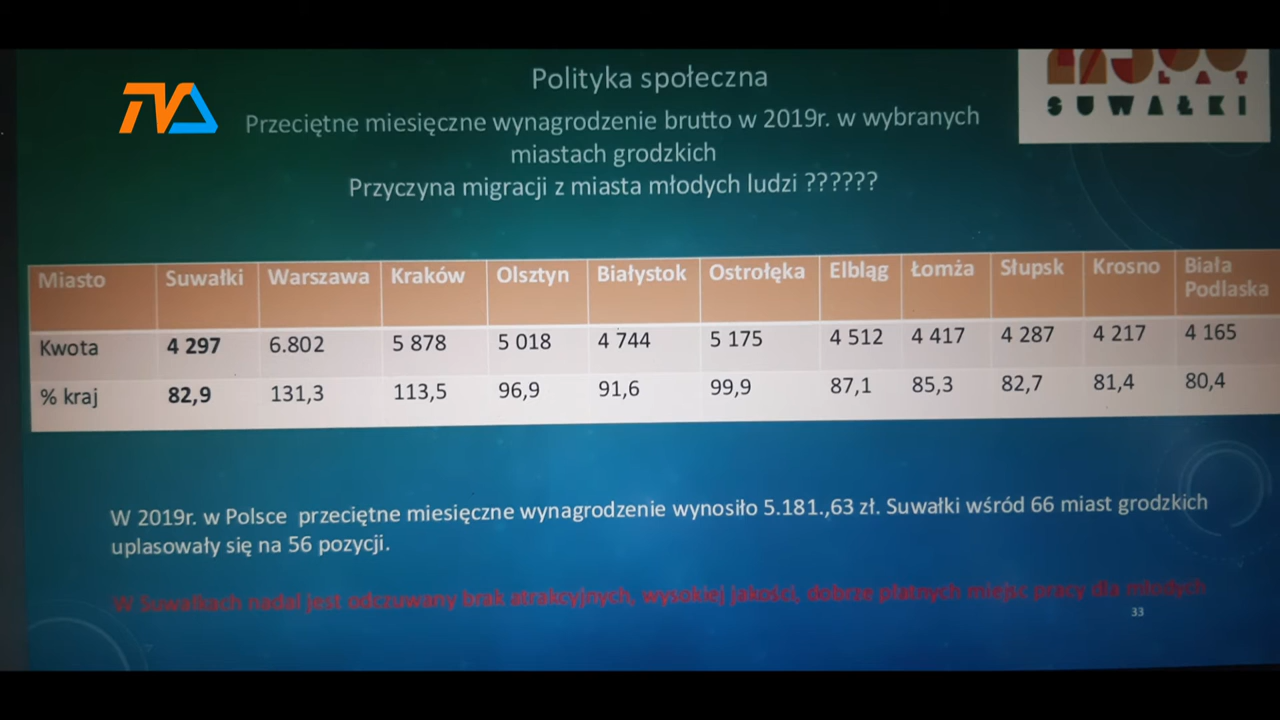 TVA
Polityka społeczna
Przeciętne miesięczne wynagrodzenie brutto w 2019r. w wybranych
miastach grodzkich
Przyczyna migracji z miasta młodych ludzi ??????
LAT
SUWAŁKI
Miasto Suwałki Warszawa Kraków Olsztyn Białystok Ostrołęka Elbląg Łomża Słupsk Krosno Biała Podlaska
Kwota 4 297 6.802 5 878 5 018 4 744 5 175 4 512 4 417 4 287 4 217 4 165
% kraj 82,9 131,3 113,5 96,9 91,6 99,9 87,1 85,3 82,7 81,4 80,4
W 2019r. w Polsce przeciętne miesięczne wynagrodzenie wynosiło 5.181.,63 zł. Suwałki wśród 66 miast grodzkich
uplasowały się na 56 pozycji.
W Suwałkach nadal jest odczuwany brak atrakcyjnych, wysokiej jakości, dobrze płatnych miejsc pracy dla młodych
33